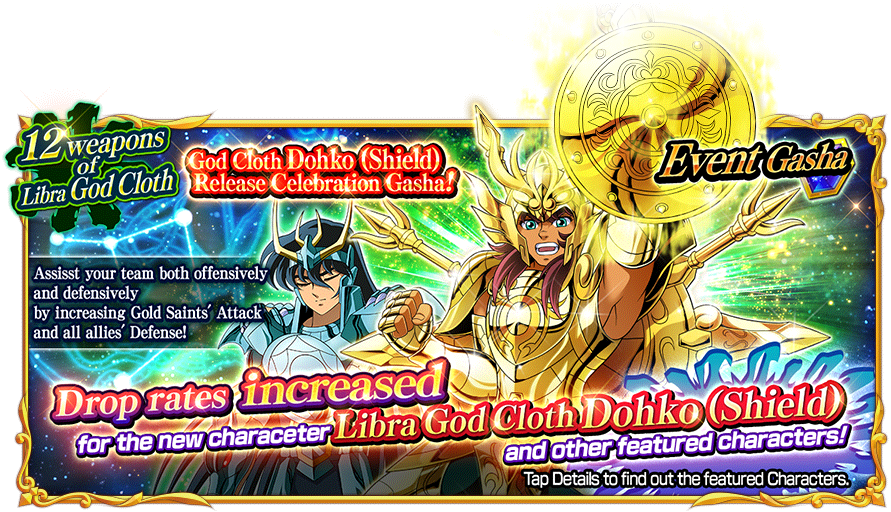 12 weapons
of
Libra God Cloth
God Cloth Dohko (Shield)
Release Celebration Gasha!
Event Gasha
Assisst your team both offensively
and defensively
by increasing Gold Saints' Attack
and all allies' Defense!
Drop rates increased
for the new characeter Libra God Cloth Dohko (Shield)
and other featured characters!
Tap Details to find out the featured Characters.